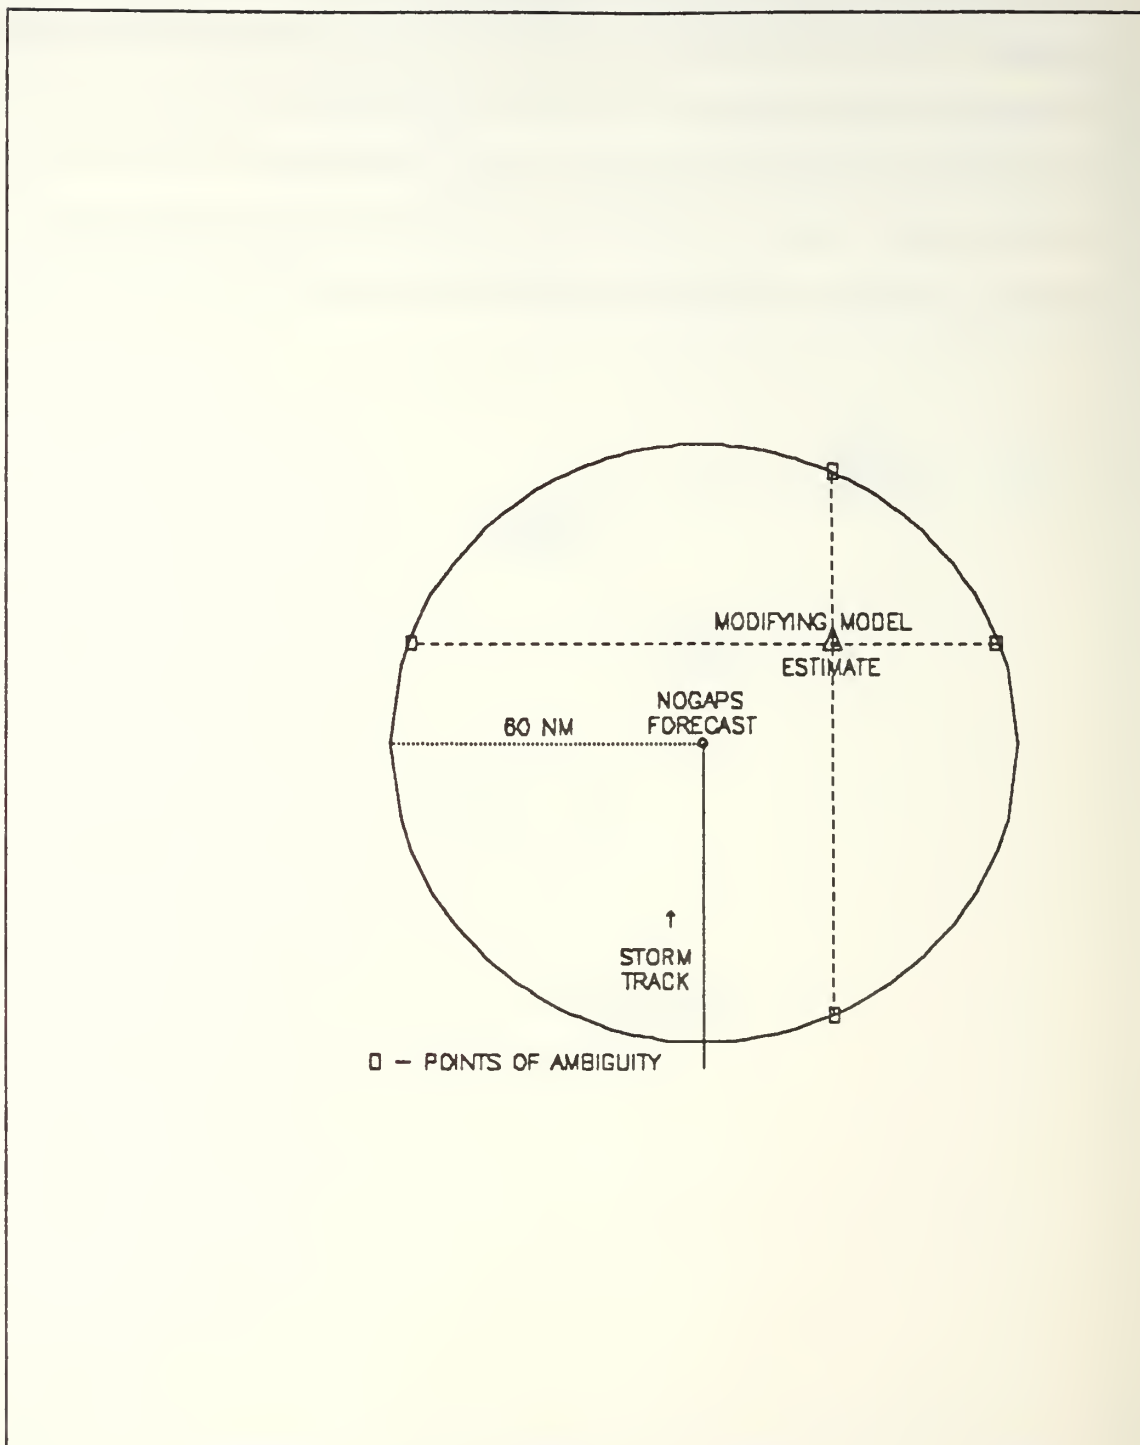 MODIFYING MODEL
ESTIMATE
NOGAPS
FORECAST
60 NM
STORM
TRACK
□ – POINTS OF AMBIGUITY